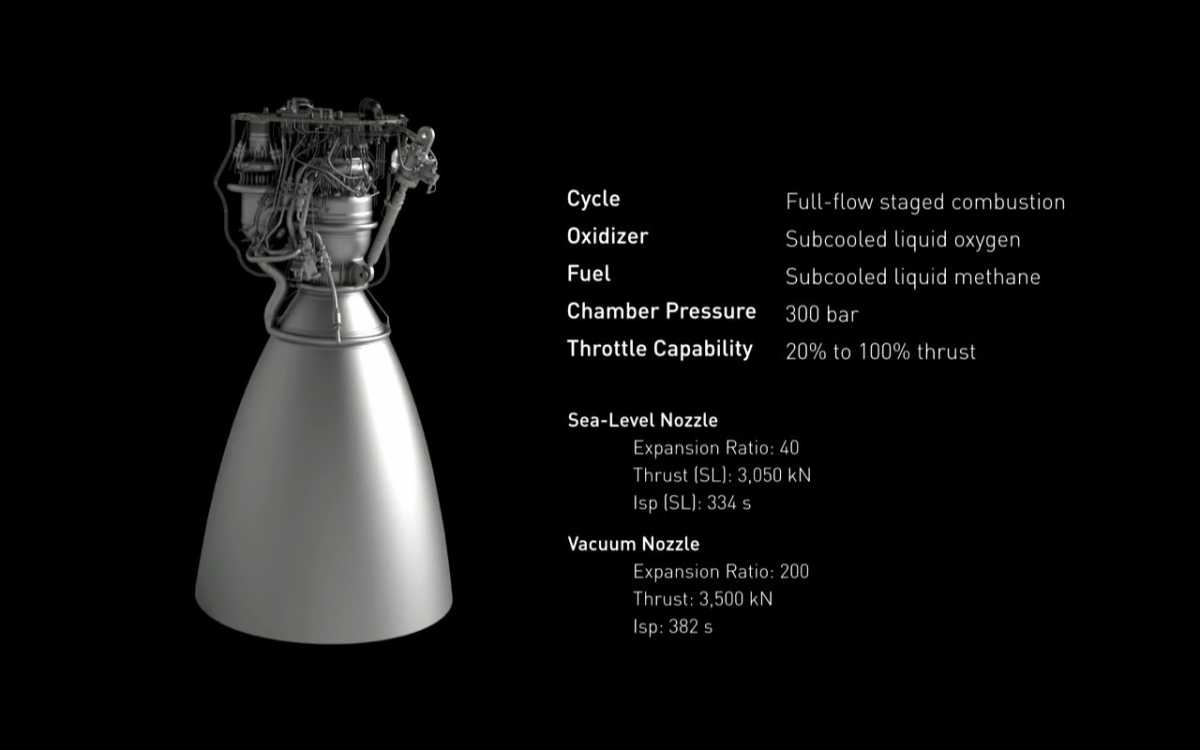 Cycle Full-flow staged combustion
Oxidizer Subcooled liquid oxygen
Fuel Subcooled liquid methane
Chamber Pressure 300 bar
Throttle Capability 20% to 100% thrust
Sea-Level Nozzle
Expansion Ratio: 40
Thrust (SL): 3,050 kN
Isp (SL): 334 s
Vacuum Nozzle
Expansion Ratio: 200
Thrust: 3,500 kN
Isp: 382 s